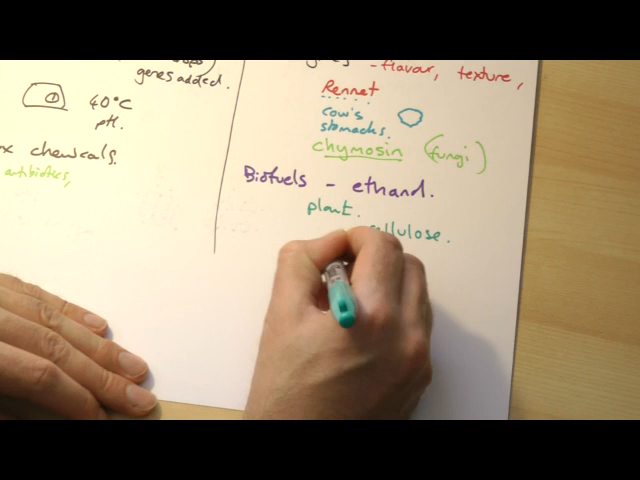 genes added.
40°C
pH.
chemicals.
antibiotics,
- flavour, texture,
Rennet
cow's
stomachs.
chymosin (fungi)
Biofuels - ethanol.
plant.
cellulose.